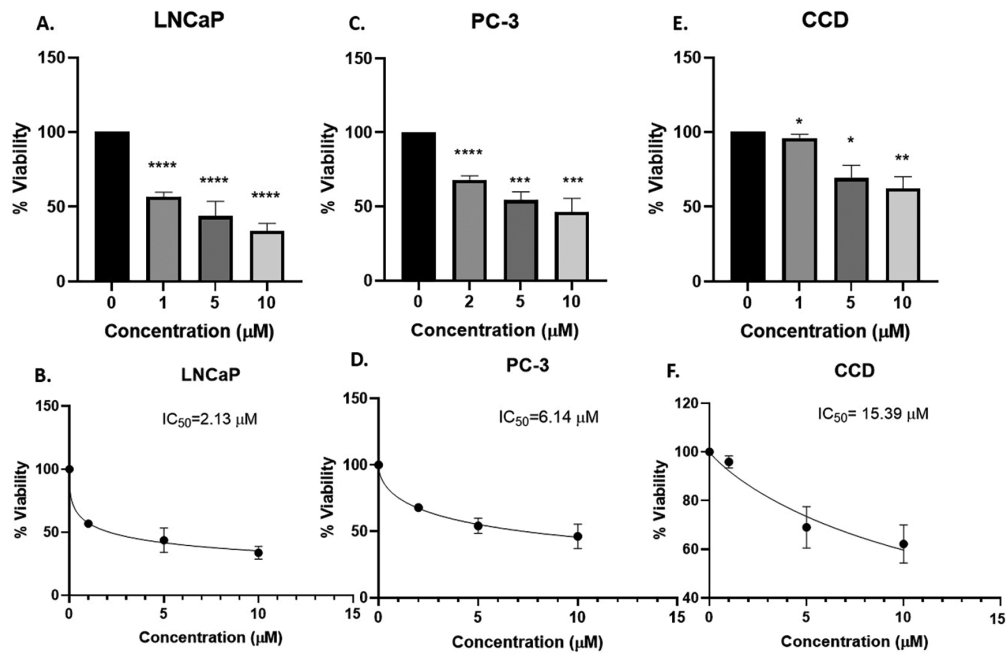 A.
LNCaP
% Viability
150
100
50
0
****
****
****
0 1 5 10
Concentration (μM)
C.
PC-3
% Viability
150
100
50
0
****
***
***
0 2 5 10
Concentration (μM)
E.
CCD
% Viability
150
100
50
0
*
*
**
0 1 5 10
Concentration (μM)
B.
LNCaP
IC50=2.13 μM
% Viability
150
100
50
0
0 5 10 15
Concentration (μM)
D.
PC-3
IC50=6.14 μM
% Viability
150
100
50
0
0 5 10 15
Concentration (μM)
F.
CCD
IC50= 15.39 μM
% Viability
120
100
80
60
40
0 5 10 15
Concentration (μM)